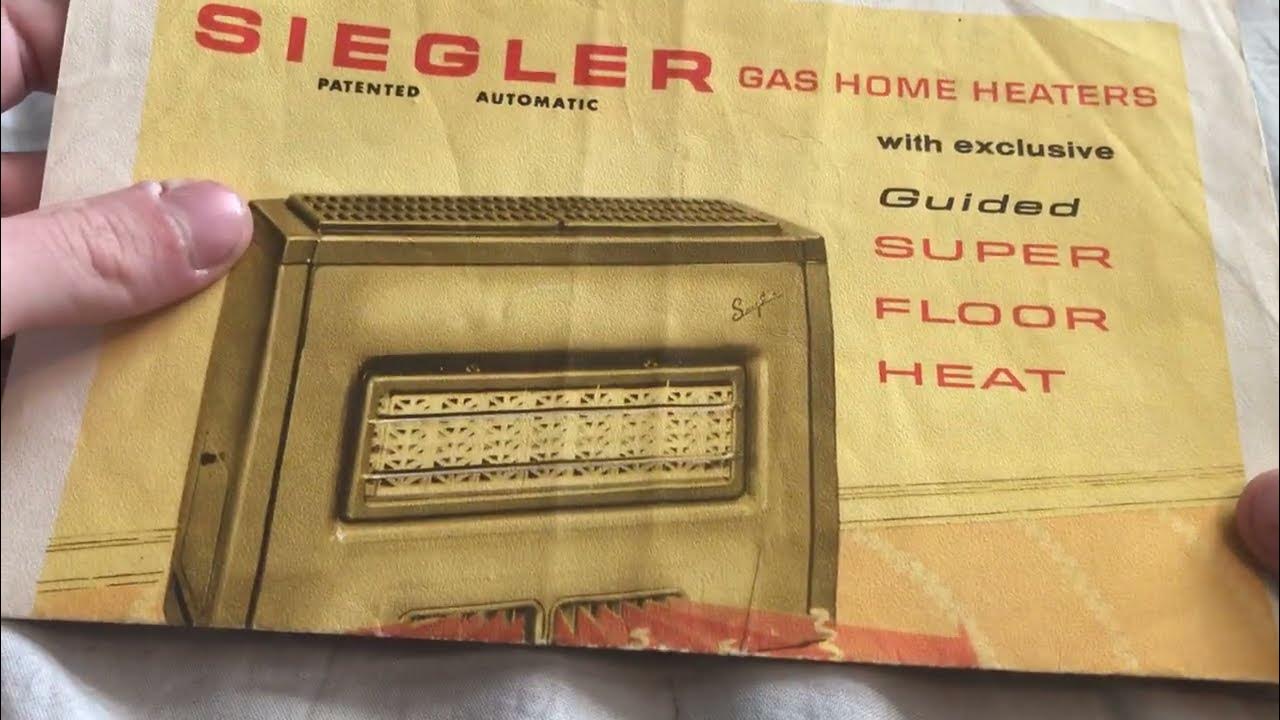 SIEGLER GAS HOME HEATERS
PATENTED AUTOMATIC
with exclusive
Guided
SUPER
FLOOR
HEAT